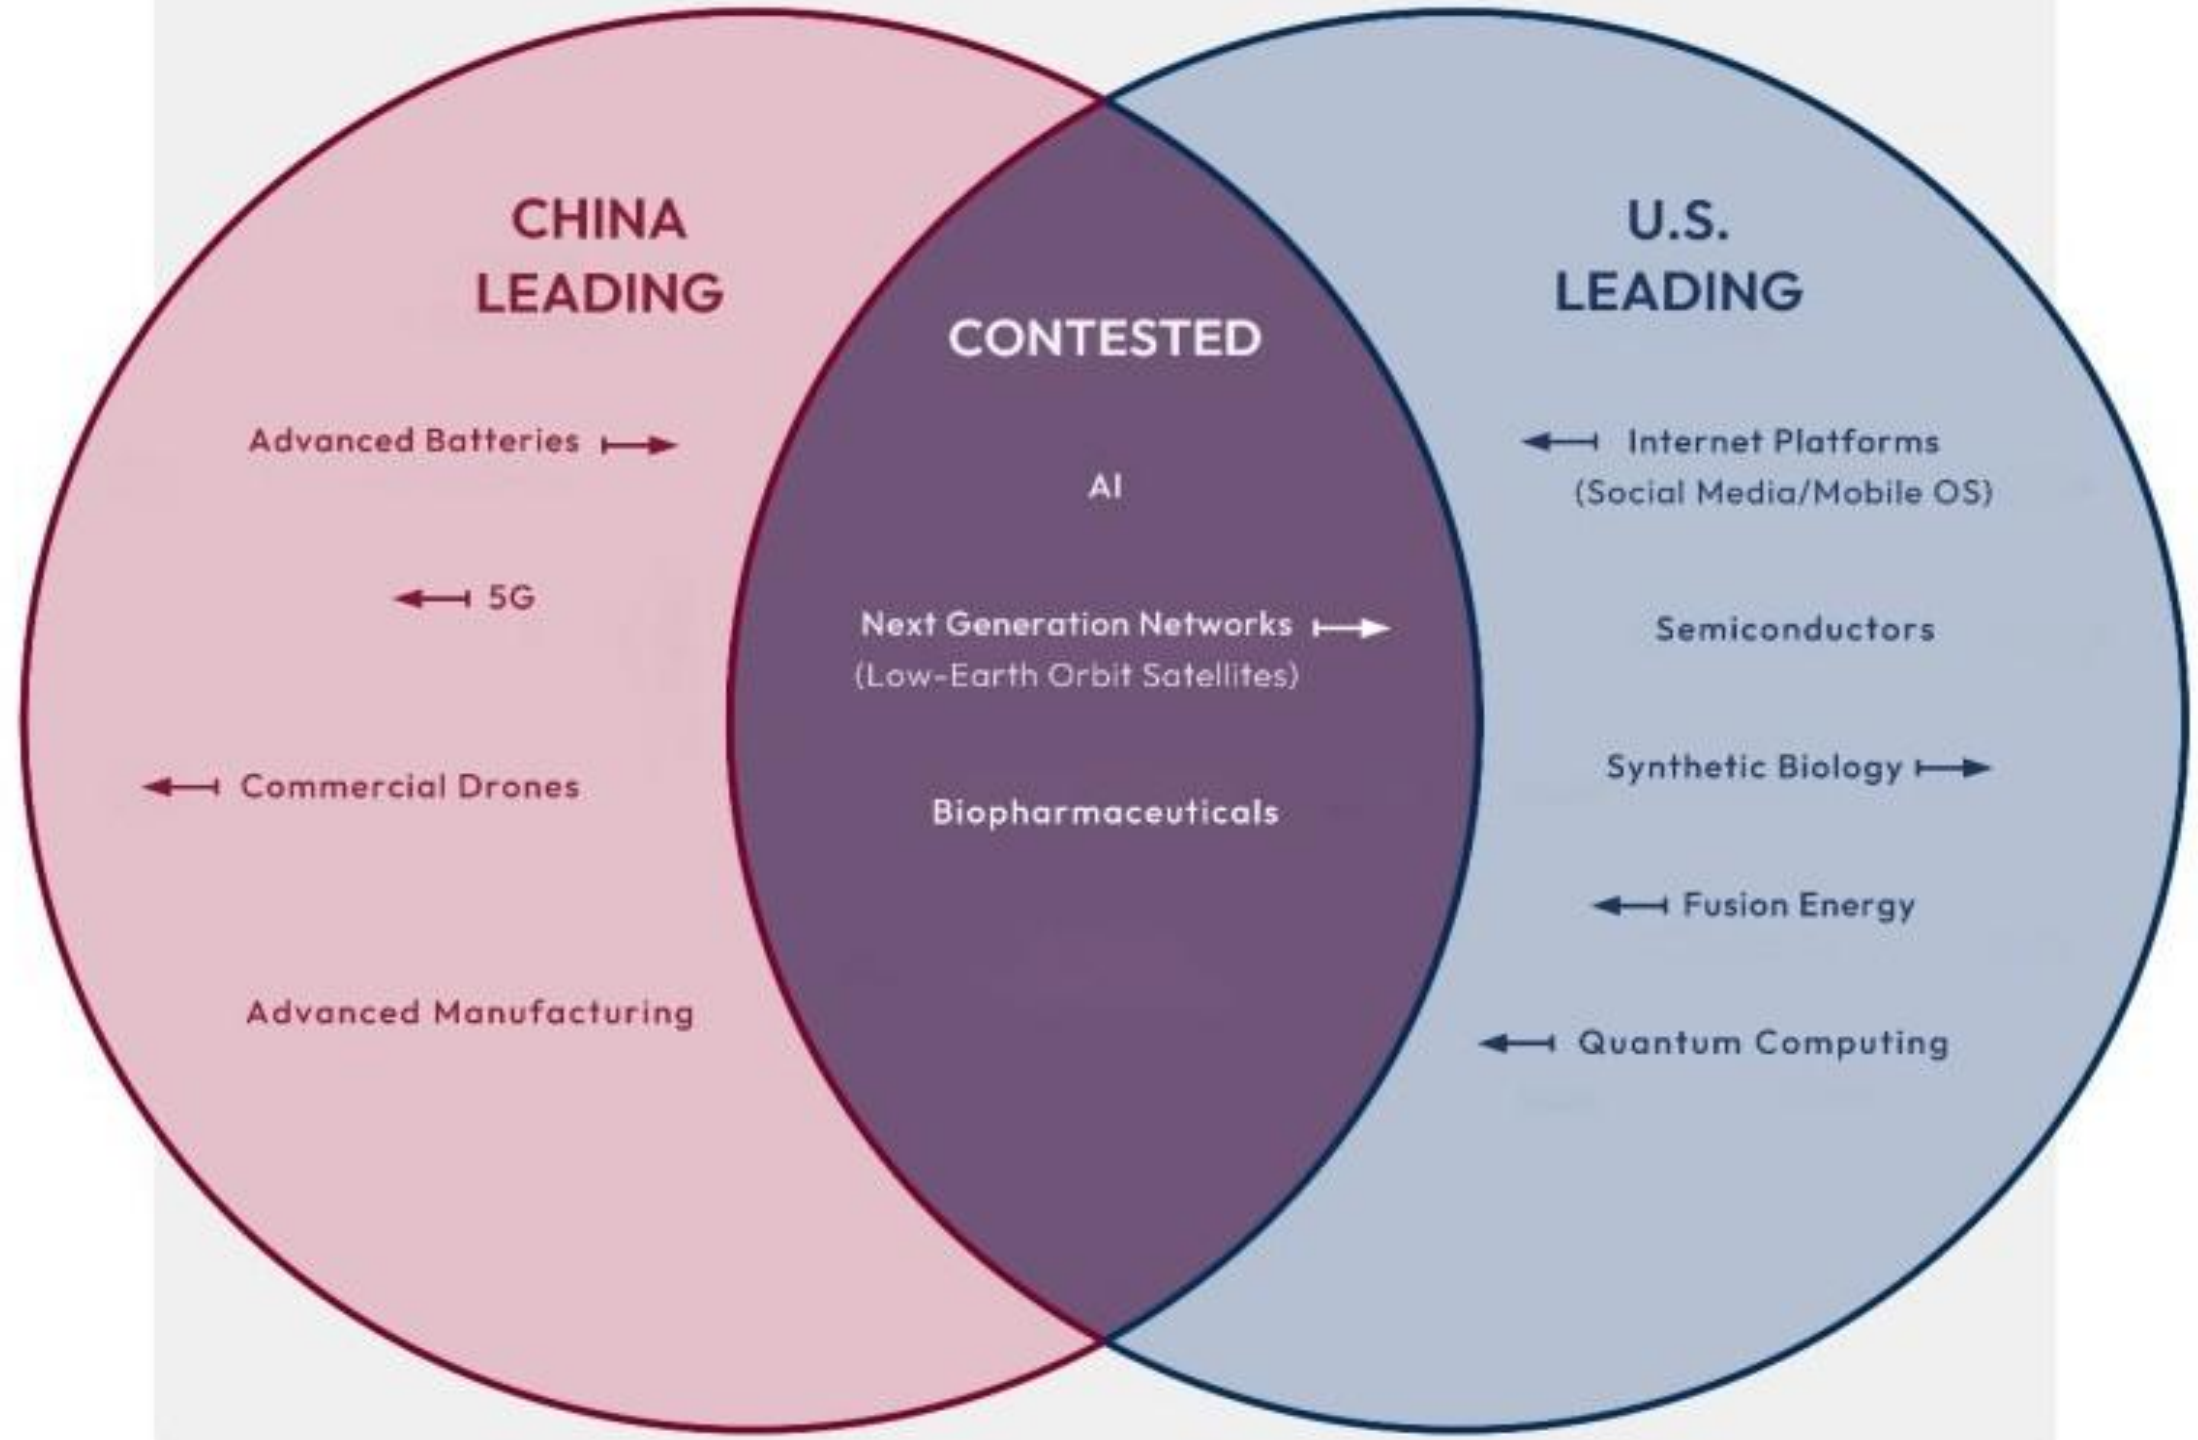 CHINA
LEADING
Advanced Batteries
5G
Commercial Drones
Advanced Manufacturing
CONTESTED
AI
Next Generation Networks
(Low-Earth Orbit Satellites)
Biopharmaceuticals
U.S.
LEADING
Internet Platforms
(Social Media/Mobile OS)
Semiconductors
Synthetic Biology
Fusion Energy
Quantum Computing